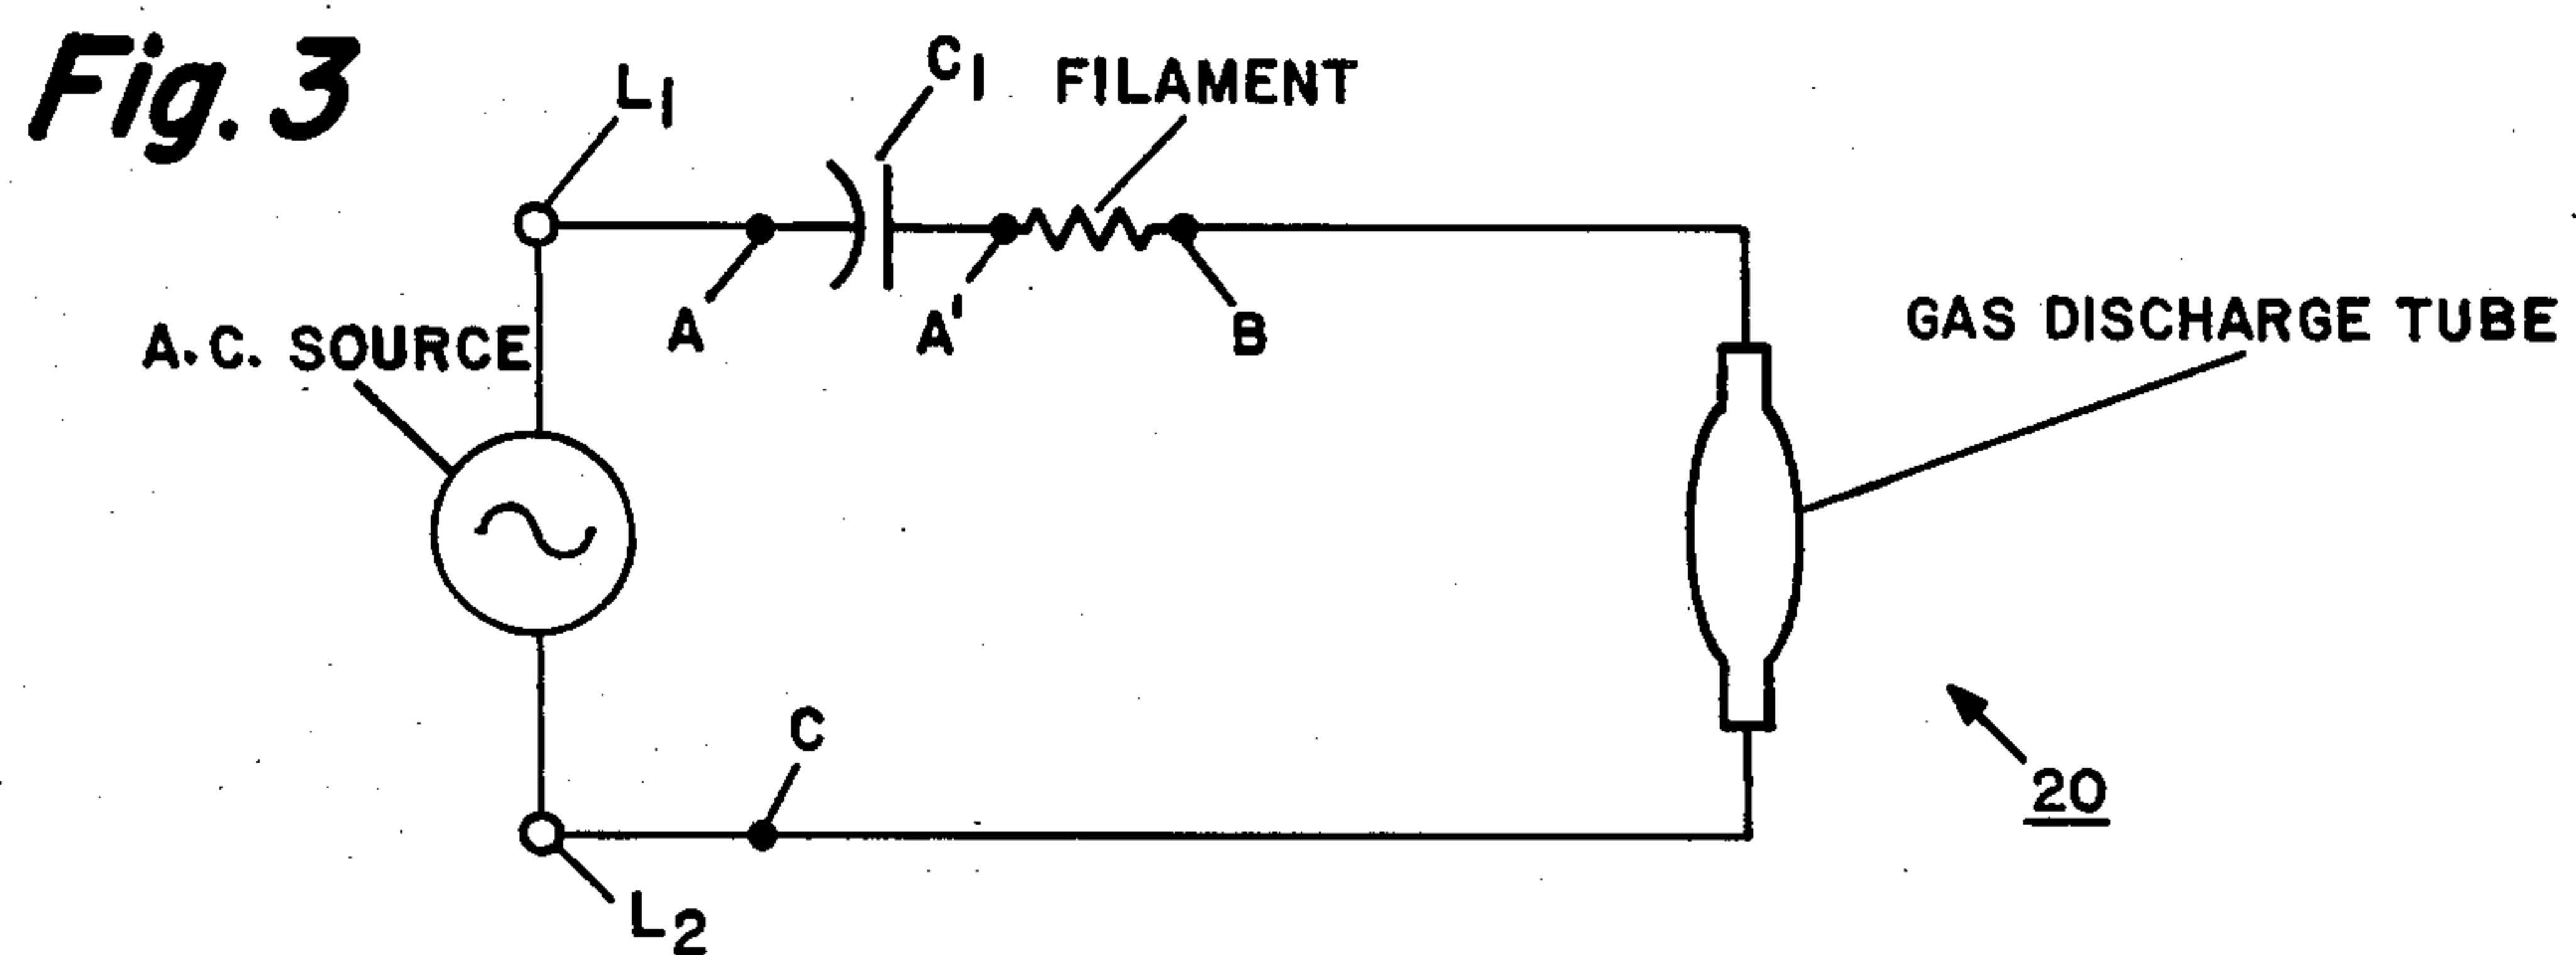 Fig. 3
L1
C1
FILAMENT
A
A'
B
A.C. SOURCE
GAS DISCHARGE TUBE
C
20
L2